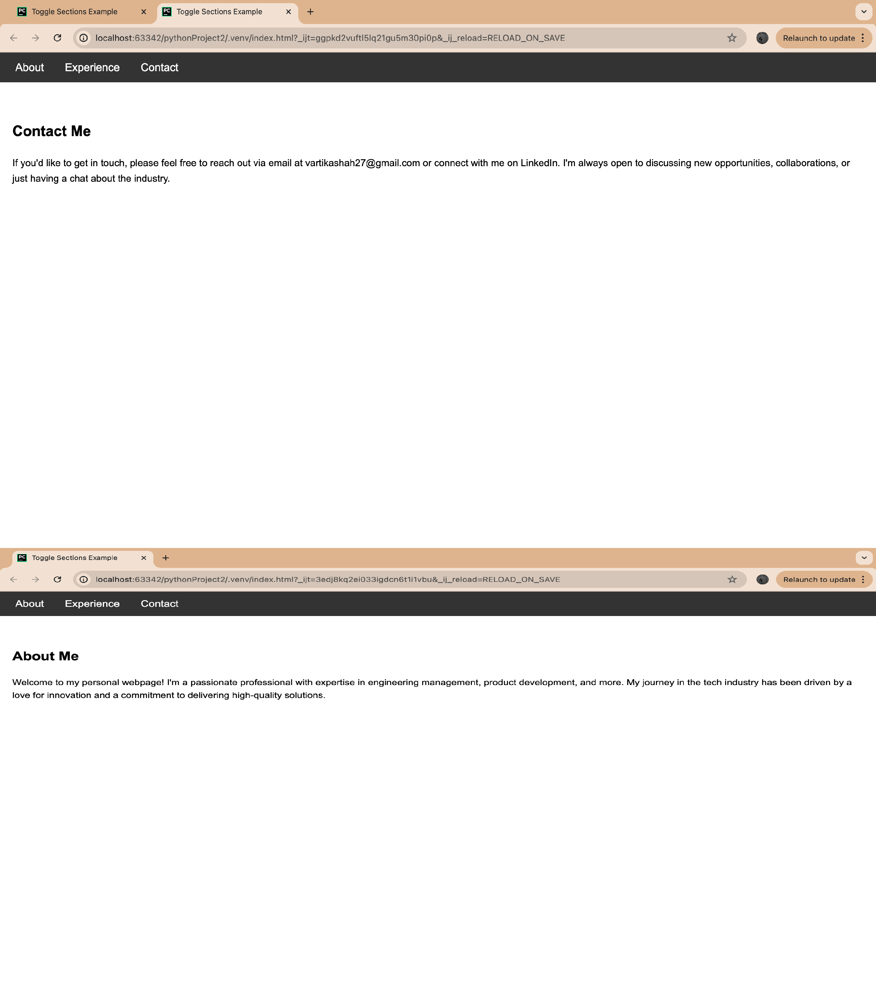 PC Toggle Sections Example PC Toggle Sections Example
localhost:63342/pythonProject2/.venv/index.html?_ijt=ggpkd2vuftl5lq21gu5m30pi0p&_ij_reload=RELOAD_ON_SAVE Relaunch to update
About Experience Contact
Contact Me
If you'd like to get in touch, please feel free to reach out via email at vartikashah27@gmail.com or connect with me on LinkedIn. I'm always open to discussing new opportunities, collaborations, or
just having a chat about the industry.
PC Toggle Sections Example
localhost:63342/pythonProject2/.venv/index.html?_ijt=3edj8kq2ei033igdcn6t1i1vbu&_ij_reload=RELOAD_ON_SAVE Relaunch to update
About Experience Contact
About Me
Welcome to my personal webpage! I'm a passionate professional with expertise in engineering management, product development, and more. My journey in the tech industry has been driven by a
love for innovation and a commitment to delivering high-quality solutions.